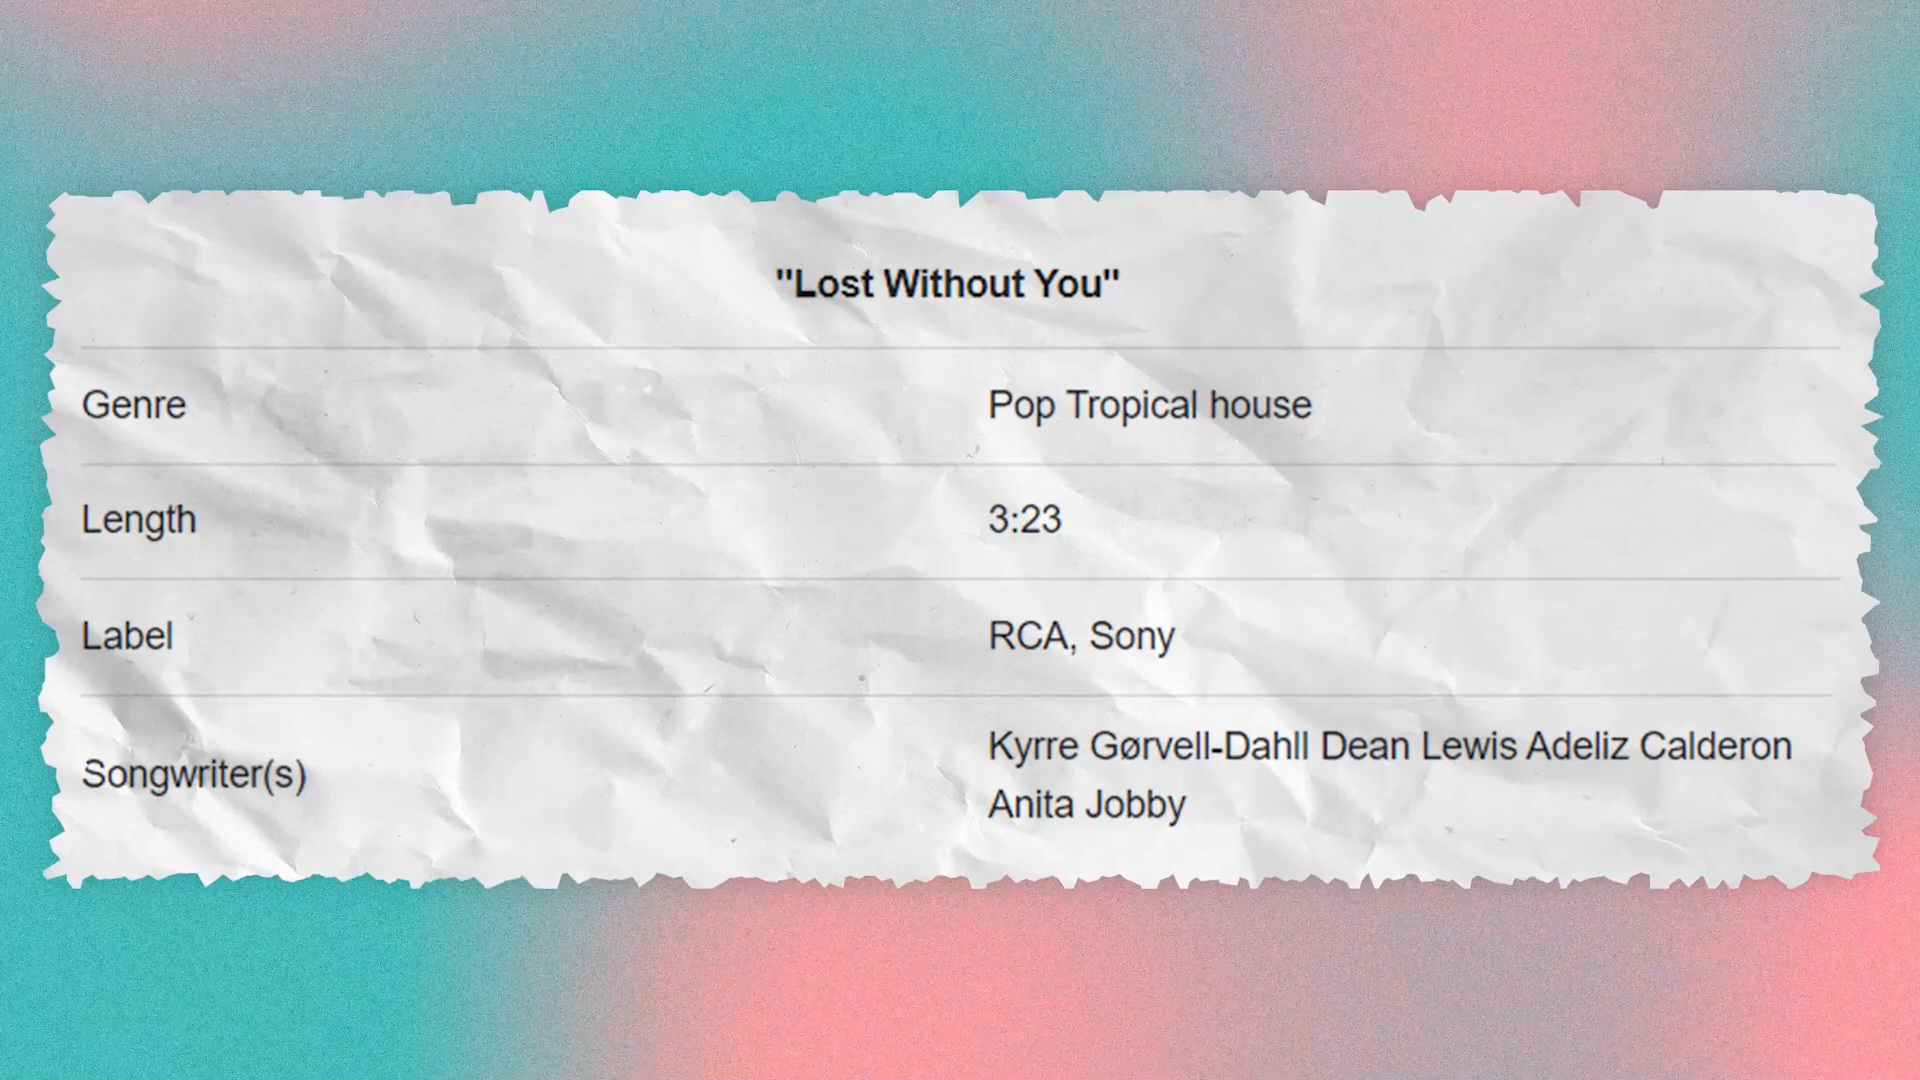 "Lost Without You"
Genre Pop Tropical house
Length 3:23
Label RCA, Sony
Songwriter(s) Kyrre Gørvell-Dahll Dean Lewis Adeliz Calderon
Anita Jobby